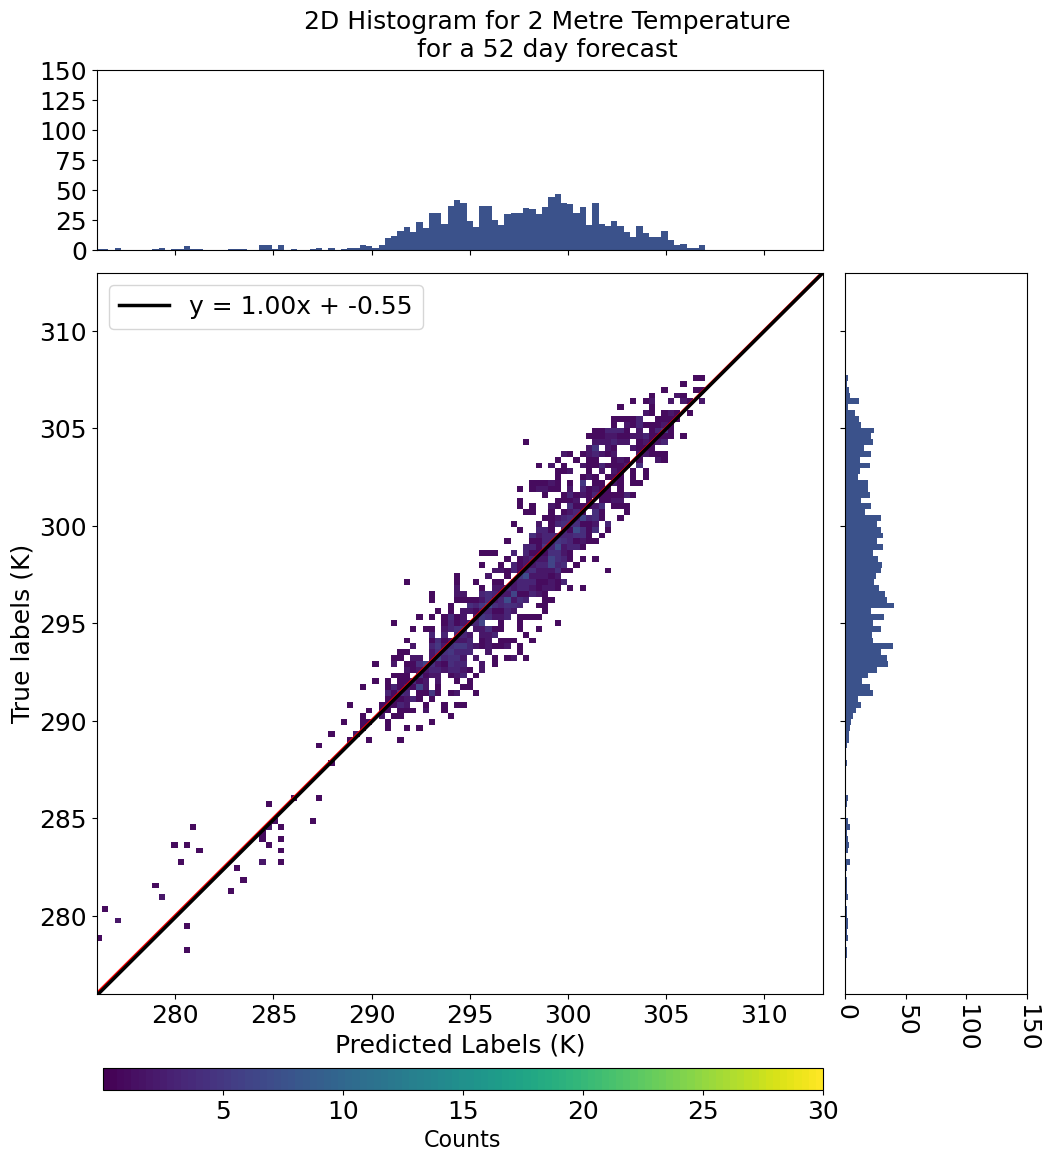 2D Histogram for 2 Metre Temperature
for a 52 day forecast
150
125
100
75
50
25
0
y = 1.00x + -0.55
310
305
300
295
290
285
280
True labels (K)
280 285 290 295 300 305 310
Predicted Labels (K)
0 50 100 150
5 10 15 20 25 30
Counts